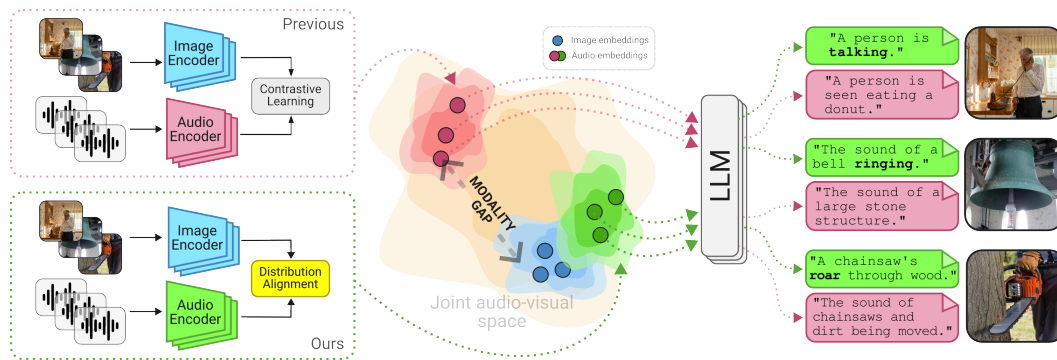 Previous
Image
Encoder
Audio
Encoder
Contrastive
Learning
Image
Encoder
Audio
Encoder
Distribution
Alignment
Ours
Image embeddings
Audio embeddings
MODALITY
GAP
Joint audio-visual
space
LLM
"A person is
talking."
"A person is
seen eating a
donut."
"The sound of a
bell ringing."
"The sound of a
large stone
structure."
"A chainsaw's
roar through wood."
"The sound of
chainsaws and
dirt being moved."